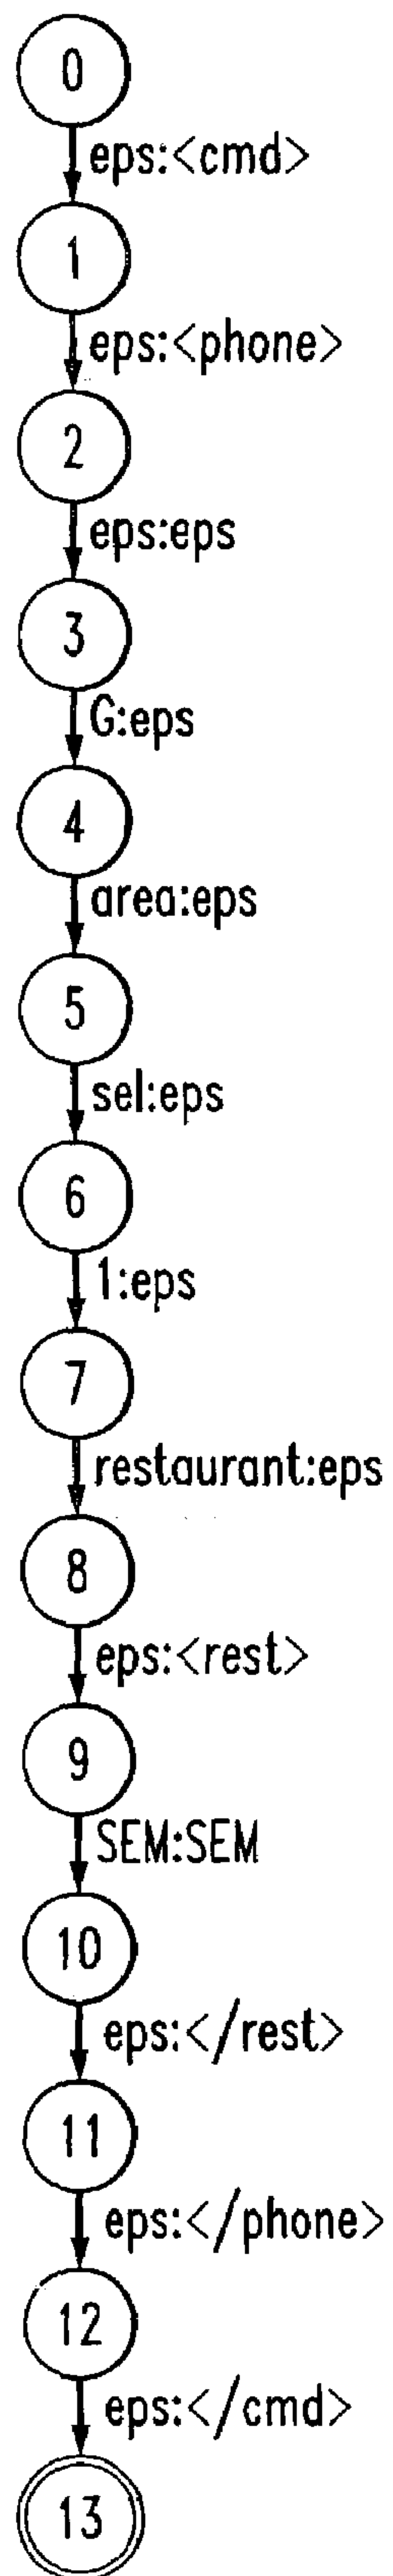 0
eps:<cmd>
1
eps:<phone>
2
eps:eps
3
G:eps
4
area:eps
5
sel:eps
6
1:eps
7
restaurant:eps
8
eps:<rest>
9
SEM:SEM
10
eps:</rest>
11
eps:</phone>
12
eps:</cmd>
13